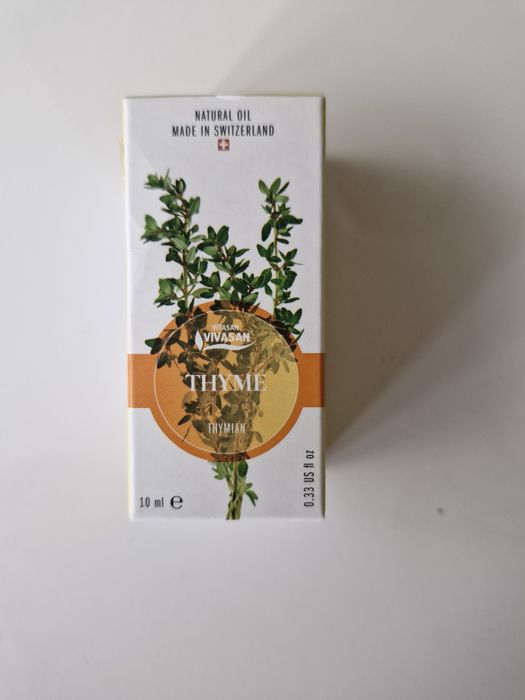 NATURAL OIL
MADE IN SWITZERLAND
VITASAN
VIVASAN
THYME
THYMIAN
10 ml ℮
0.33 US fl oz